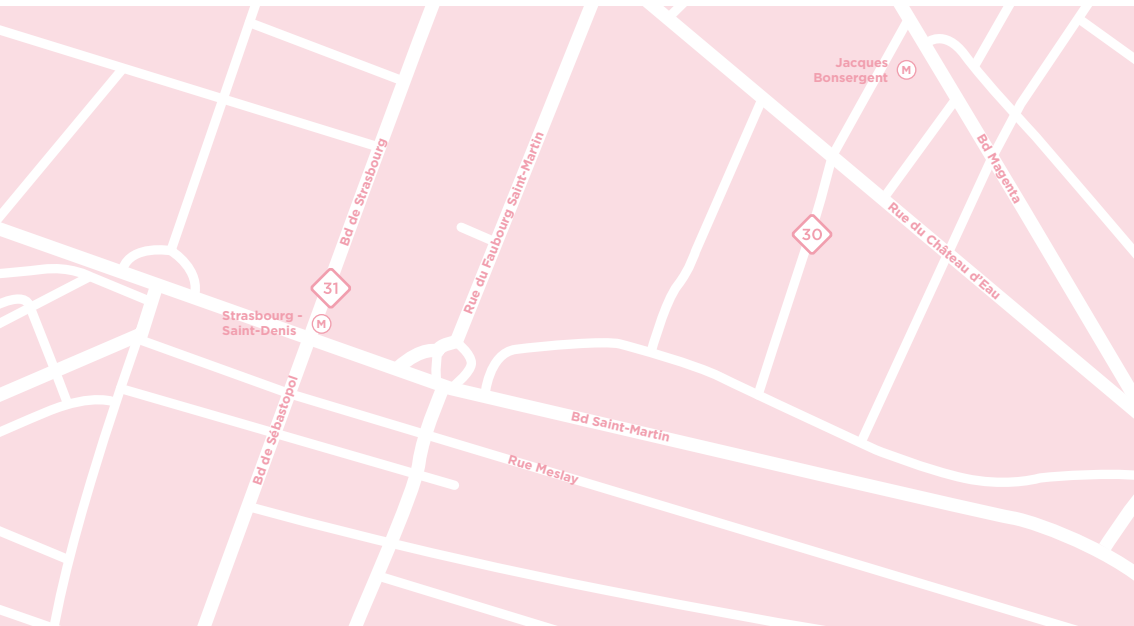 Jacques
Bonsergent
M
Bd Magenta
Bd de Strasbourg
Rue du Faubourg Saint-Martin
Rue du Château d'Eau
30
31
Strasbourg -
Saint-Denis
M
Bd de Sébastopol
Bd Saint-Martin
Rue Meslay